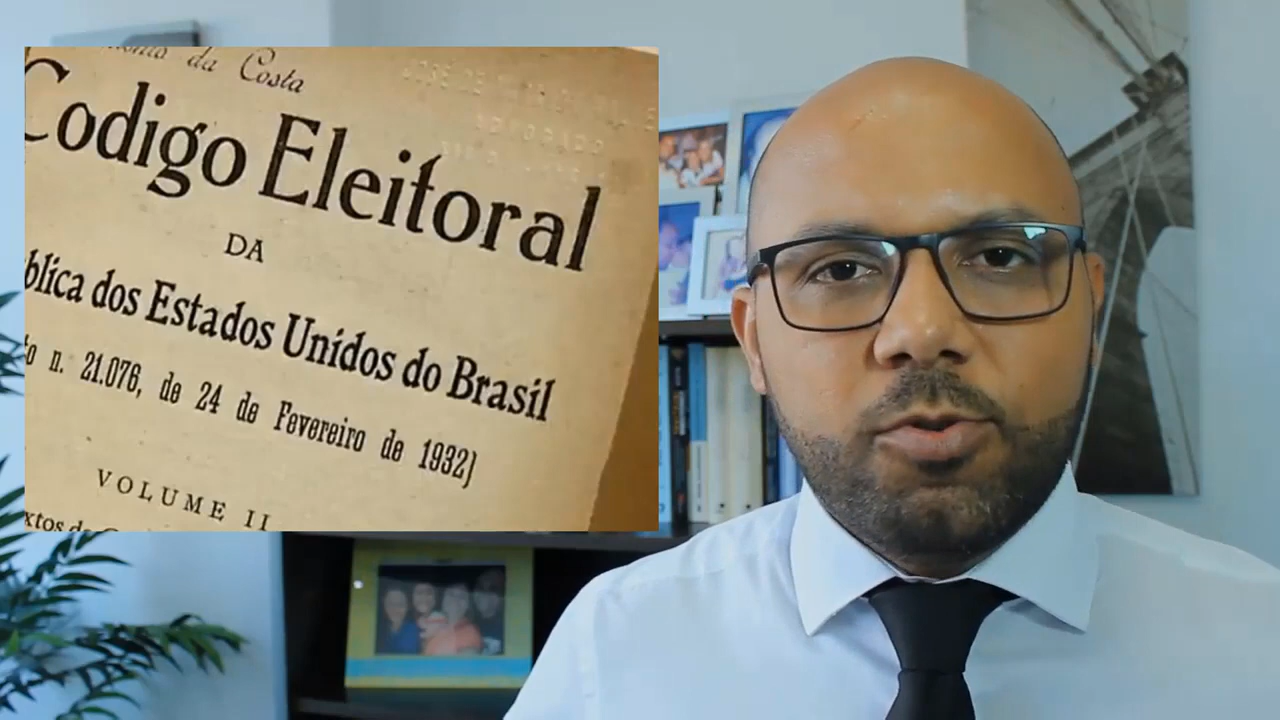 da Costa
Codigo Eleitoral
DA
blica dos Estados Unidos do Brasil
o n. 21.076, de 24 de Fevereiro de 1932)
VOLUME II